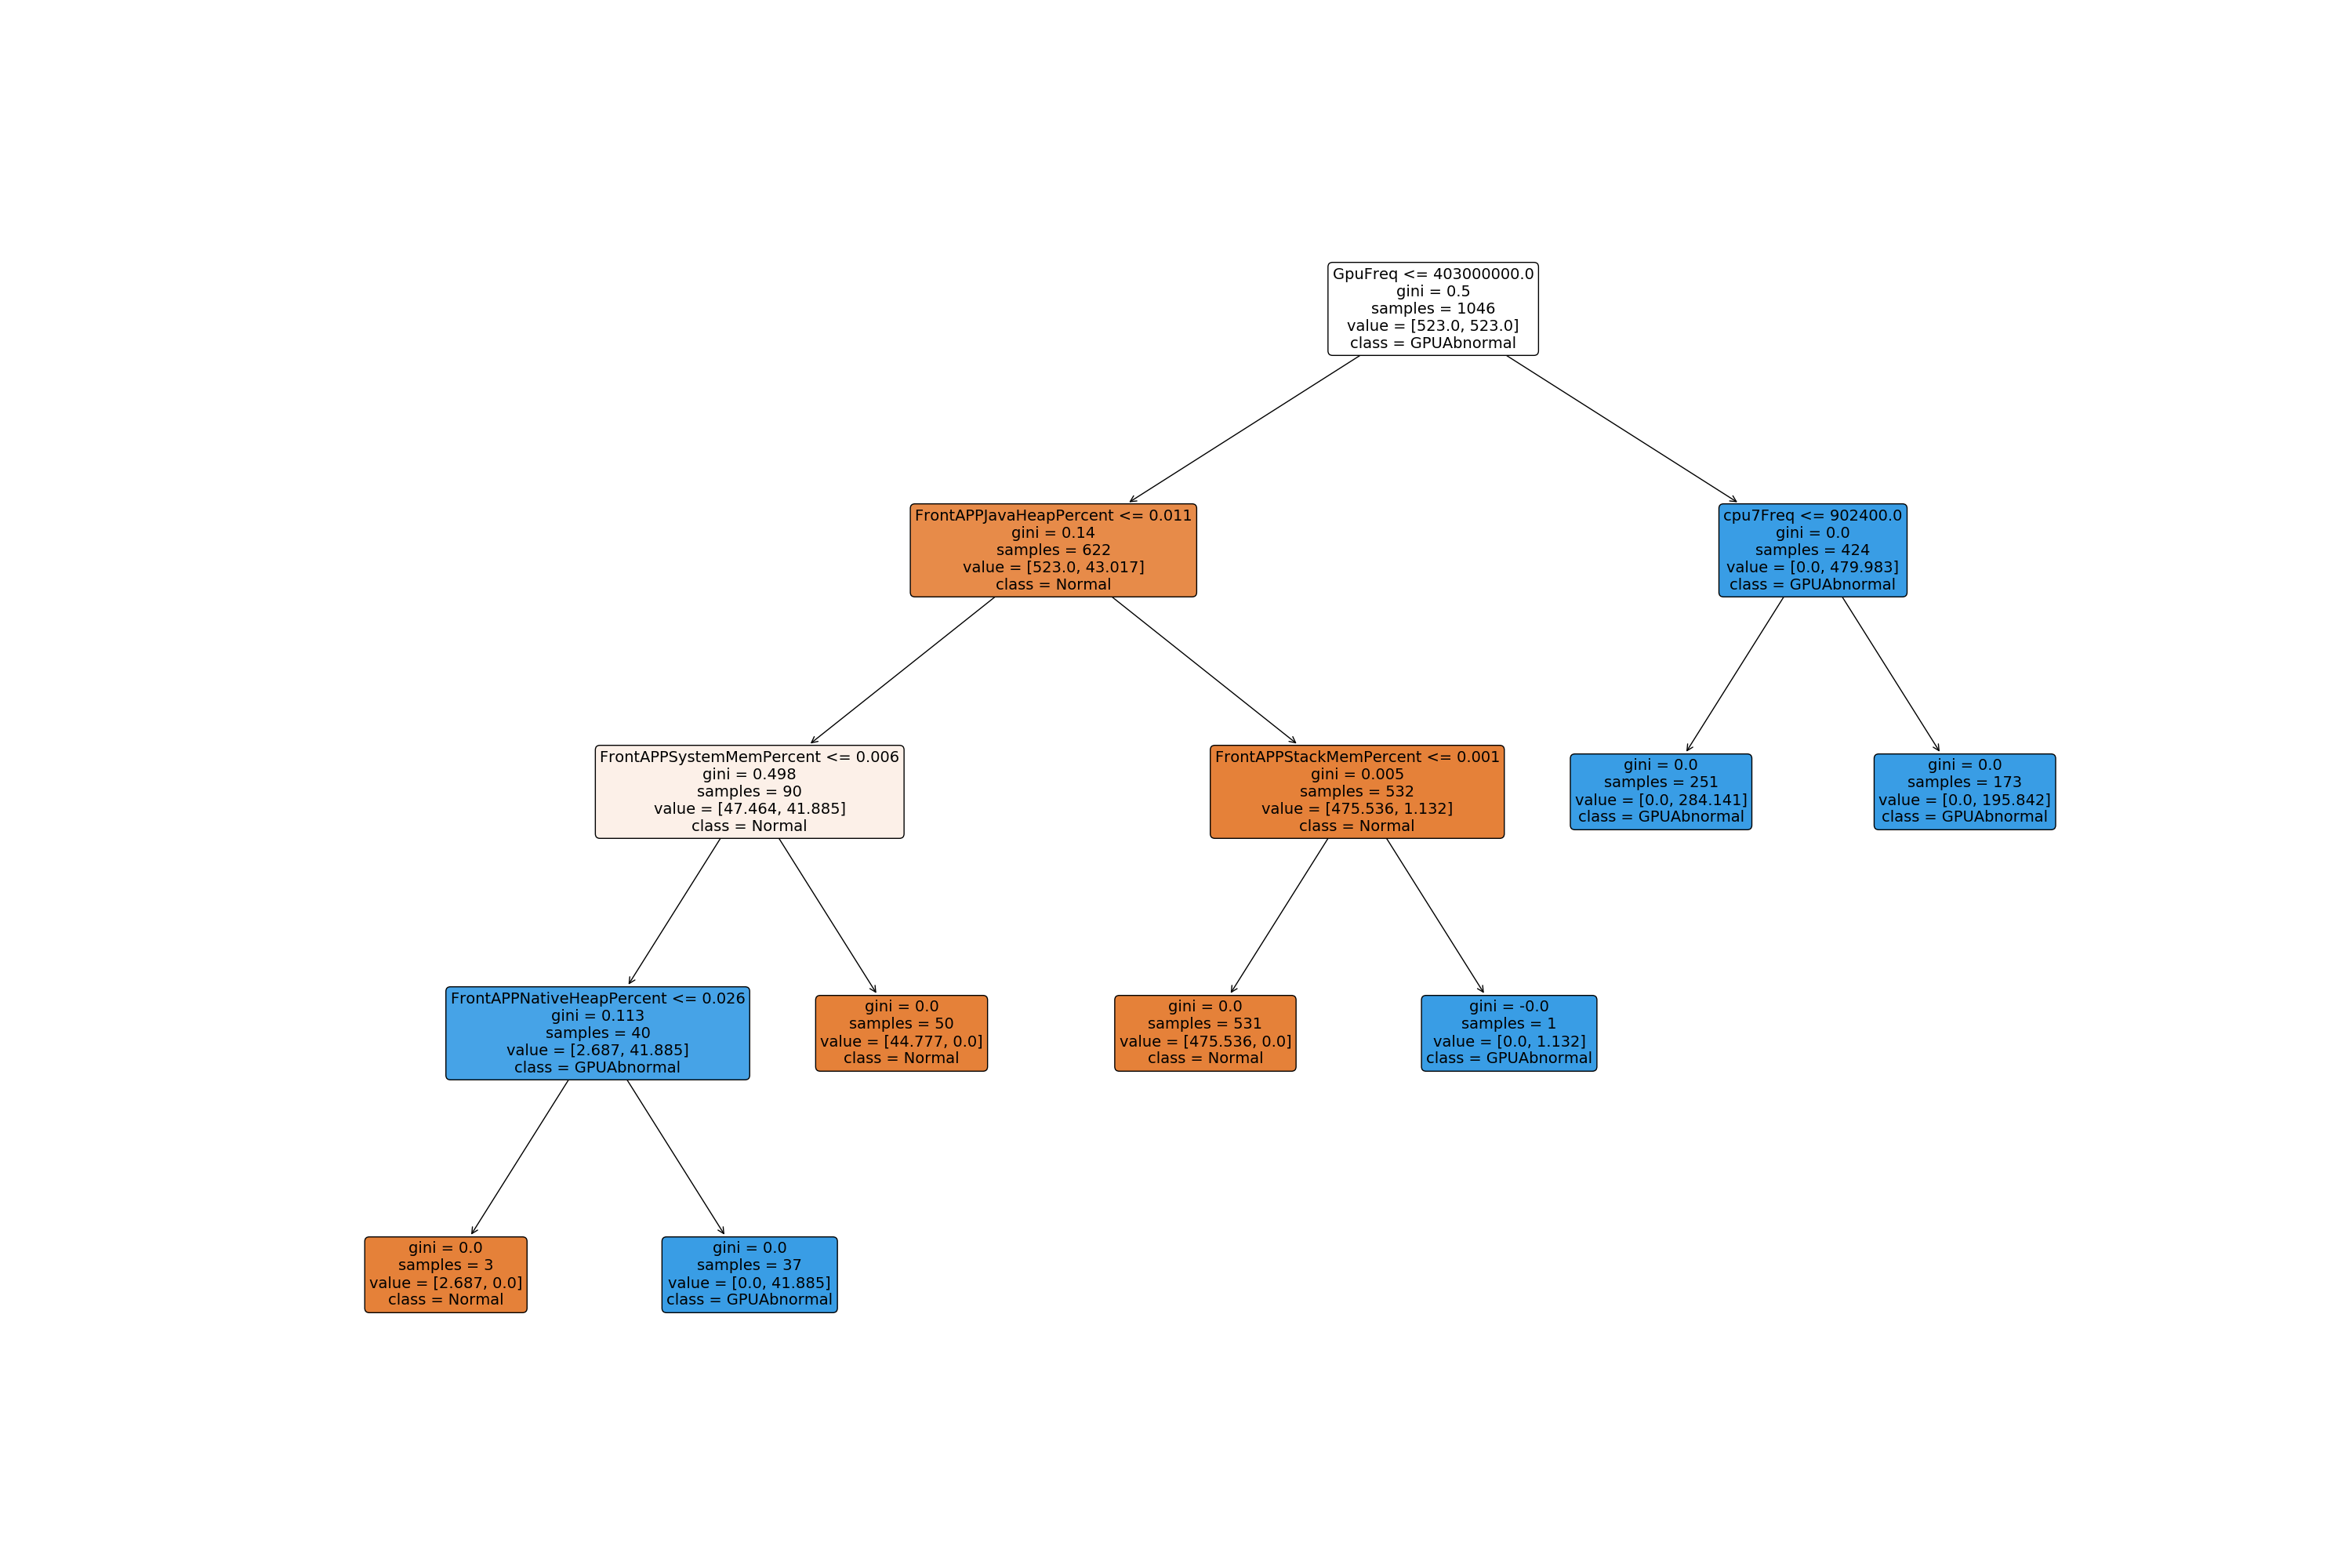 GpuFreq <= 403000000.0
gini = 0.5
samples = 1046
value = [523.0, 523.0]
class = GPUAbnormal
FrontAPPJavaHeapPercent <= 0.011
gini = 0.14
samples = 622
value = [523.0, 43.017]
class = Normal
cpu7Freq <= 902400.0
gini = 0.0
samples = 424
value = [0.0, 479.983]
class = GPUAbnormal
FrontAPPSystemMemPercent <= 0.006
gini = 0.498
samples = 90
value = [47.464, 41.885]
class = Normal
FrontAPPStackMemPercent <= 0.001
gini = 0.005
samples = 532
value = [475.536, 1.132]
class = Normal
gini = 0.0
samples = 251
value = [0.0, 284.141]
class = GPUAbnormal
gini = 0.0
samples = 173
value = [0.0, 195.842]
class = GPUAbnormal
FrontAPPNativeHeapPercent <= 0.026
gini = 0.113
samples = 40
value = [2.687, 41.885]
class = GPUAbnormal
gini = 0.0
samples = 50
value = [44.777, 0.0]
class = Normal
gini = 0.0
samples = 531
value = [475.536, 0.0]
class = Normal
gini = -0.0
samples = 1
value = [0.0, 1.132]
class = GPUAbnormal
gini = 0.0
samples = 3
value = [2.687, 0.0]
class = Normal
gini = 0.0
samples = 37
value = [0.0, 41.885]
class = GPUAbnormal